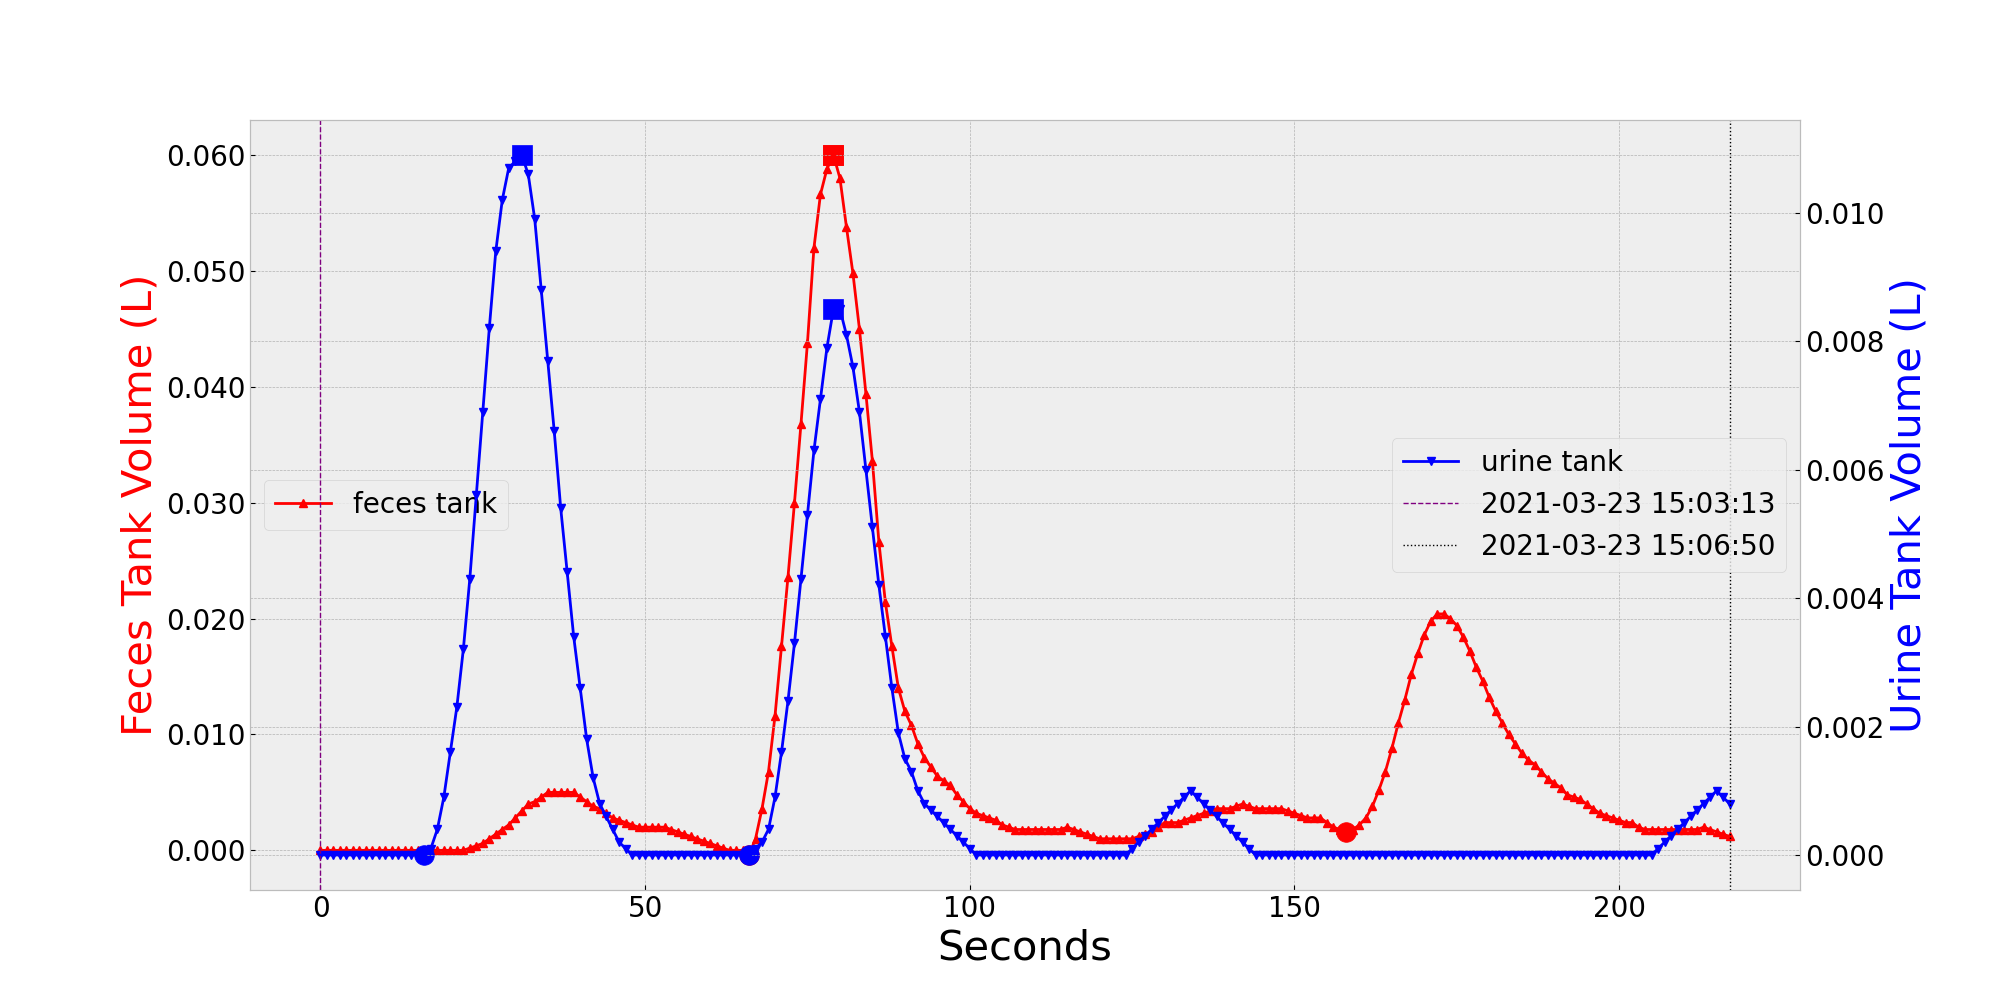 0.060
0.050
0.040
0.030
0.020
0.010
0.000
Feces Tank Volume (L)
feces tank
0.010
0.008
0.006
0.004
0.002
0.000
Urine Tank Volume (L)
urine tank
2021-03-23 15:03:13
2021-03-23 15:06:50
0 50 100 150 200
Seconds